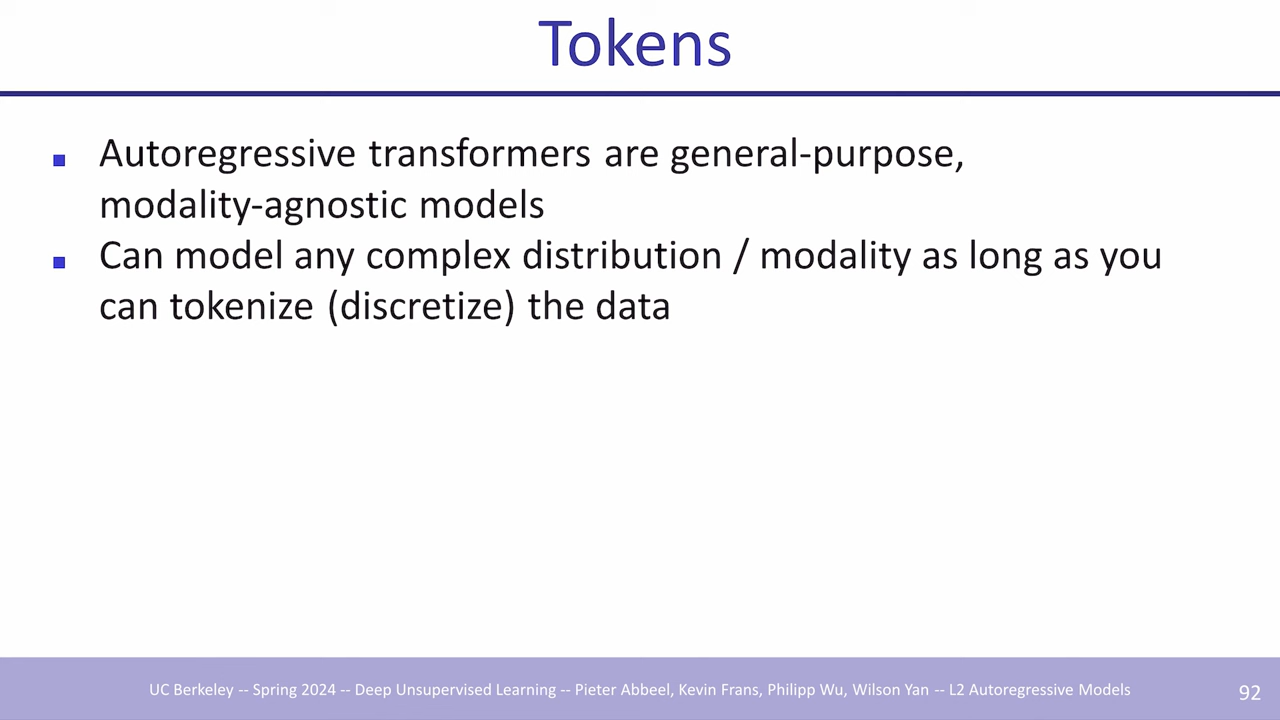 Tokens
Autoregressive transformers are general-purpose,
modality-agnostic models
Can model any complex distribution / modality as long as you
can tokenize (discretize) the data
UC Berkeley -- Spring 2024 -- Deep Unsupervised Learning -- Pieter Abbeel, Kevin Frans, Philipp Wu, Wilson Yan -- L2 Autoregressive Models
92